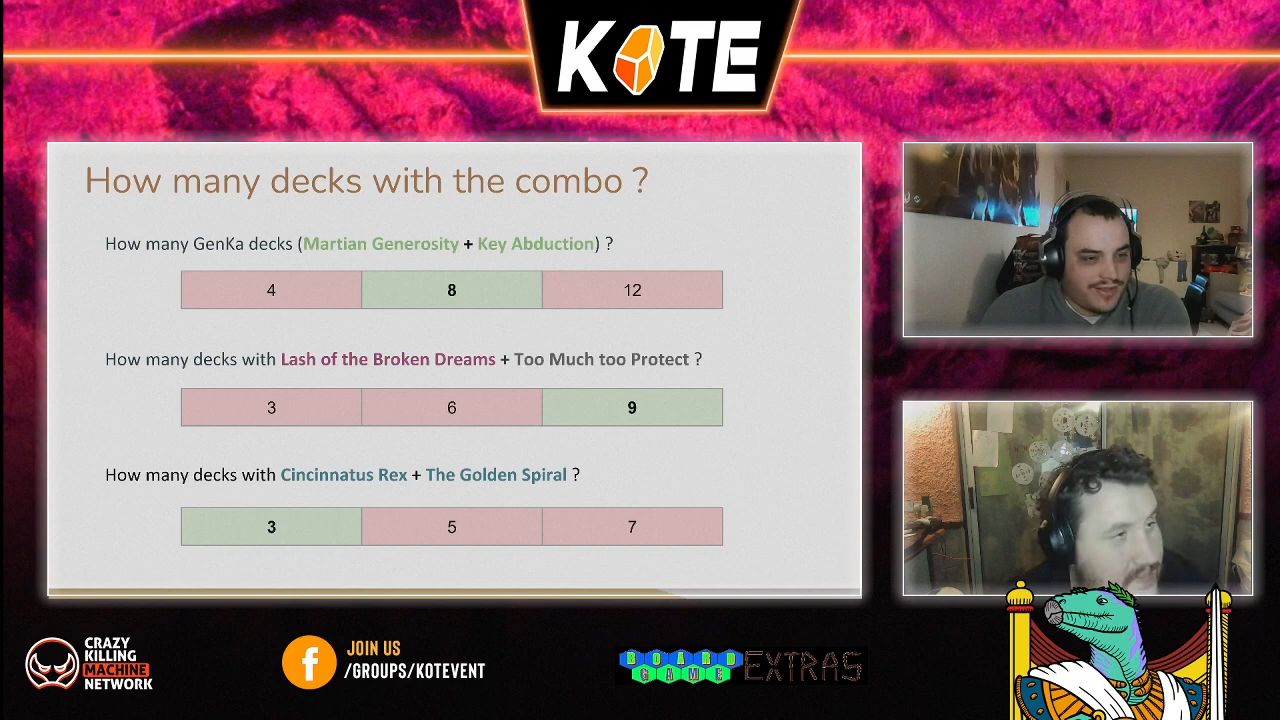 KOTE
How many decks with the combo ?
How many GenKa decks (Martian Generosity + Key Abduction) ?
4 8 12
How many decks with Lash of the Broken Dreams + Too Much too Protect ?
3 6 9
How many decks with Cincinnatus Rex + The Golden Spiral ?
3 5 7
CRAZY
KILLING
MACHINE
NETWORK
f
JOIN US
/GROUPS/KOTEVENT
BOARD
GAME
EXTRAS